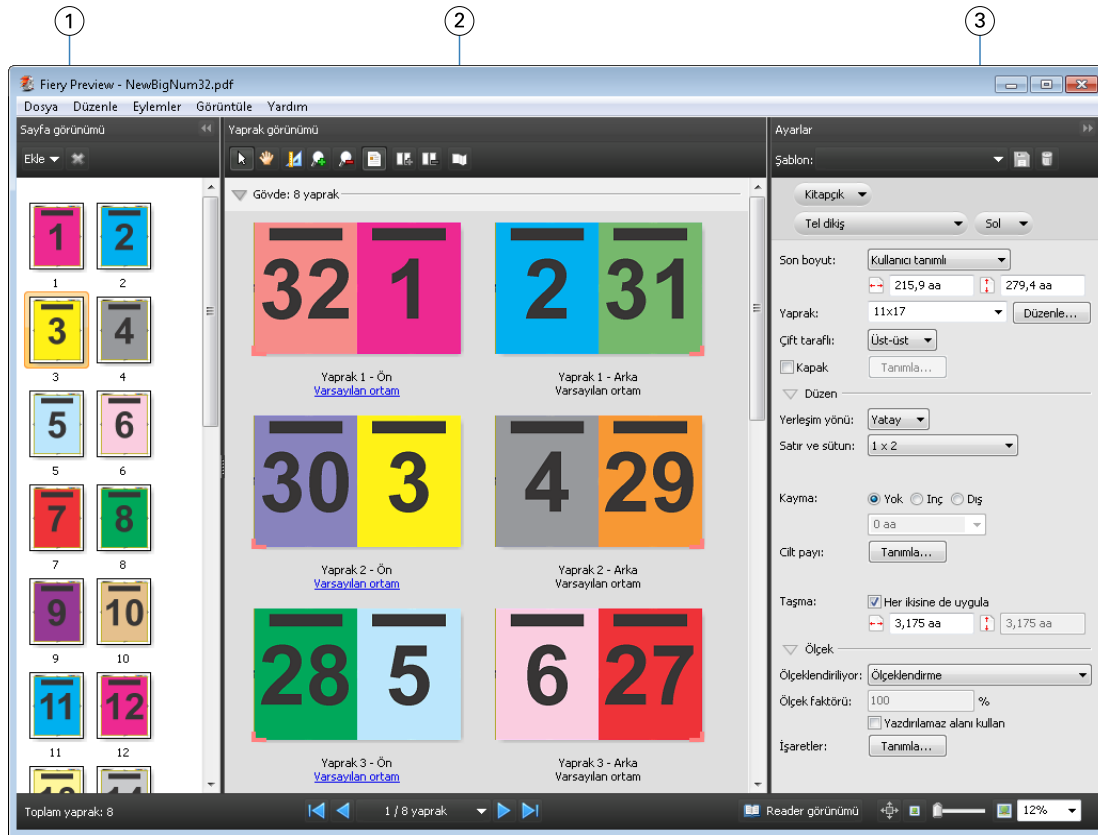 1 2 3
Fiery Preview - NewBigNum32.pdf
Dosya Düzenle Eylemler Görüntüle Yardım
Sayfa görünümü
Ekle
1 2
1 2
3 4
3 4
5 6
5 6
7 8
7 8
9 10
9 10
11 12
11 12
Toplam yaprak: 8
Yaprak görünümü
Gövde: 8 yaprak
32 1 2 31
Yaprak 1 - Ön Yaprak 1 - Arka
Varsayılan ortam Varsayılan ortam
30 3 4 29
Yaprak 2 - Ön Yaprak 2 - Arka
Varsayılan ortam Varsayılan ortam
28 5 6 27
Yaprak 3 - Ön Yaprak 3 - Arka
Varsayılan ortam Varsayılan ortam
1 / 8 yaprak
Ayarlar
Şablon:
Kitapçık
Tel dikiş Sol
Son boyut: Kullanıcı tanımlı
215,9 aa 279,4 aa
Yaprak: 11x17 Düzenle...
Çift taraflı: Üst-üst
Kapak Tanımla...
Düzen
Yerleşim yönü: Yatay
Satır ve sütun: 1 x 2
Kayma: Yok İnç Dış
0 aa
Cilt payı: Tanımla...
Taşma: Her ikisine de uygula
3,175 aa 3,175 aa
Ölçek
Ölçeklendiriliyor: Ölçeklendirme
Ölçek faktörü: 100 %
Yazdırılamaz alanı kullan
İşaretler: Tanımla...
Reader görünümü 12%